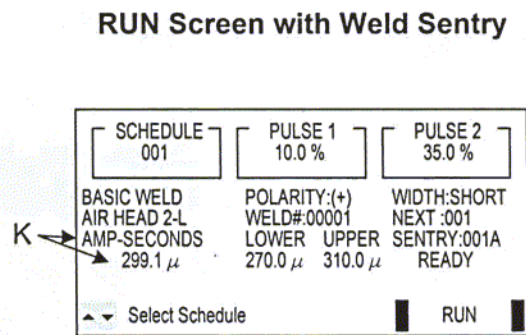 RUN Screen with Weld Sentry
SCHEDULE PULSE 1 PULSE 2
001 10.0 % 35.0 %
BASIC WELD POLARITY:(+) WIDTH:SHORT
AIR HEAD 2-L WELD#:00001 NEXT :001
K AMP-SECONDS LOWER UPPER SENTRY:001A
299.1 μ 270.0 μ 310.0 μ READY
Select Schedule RUN